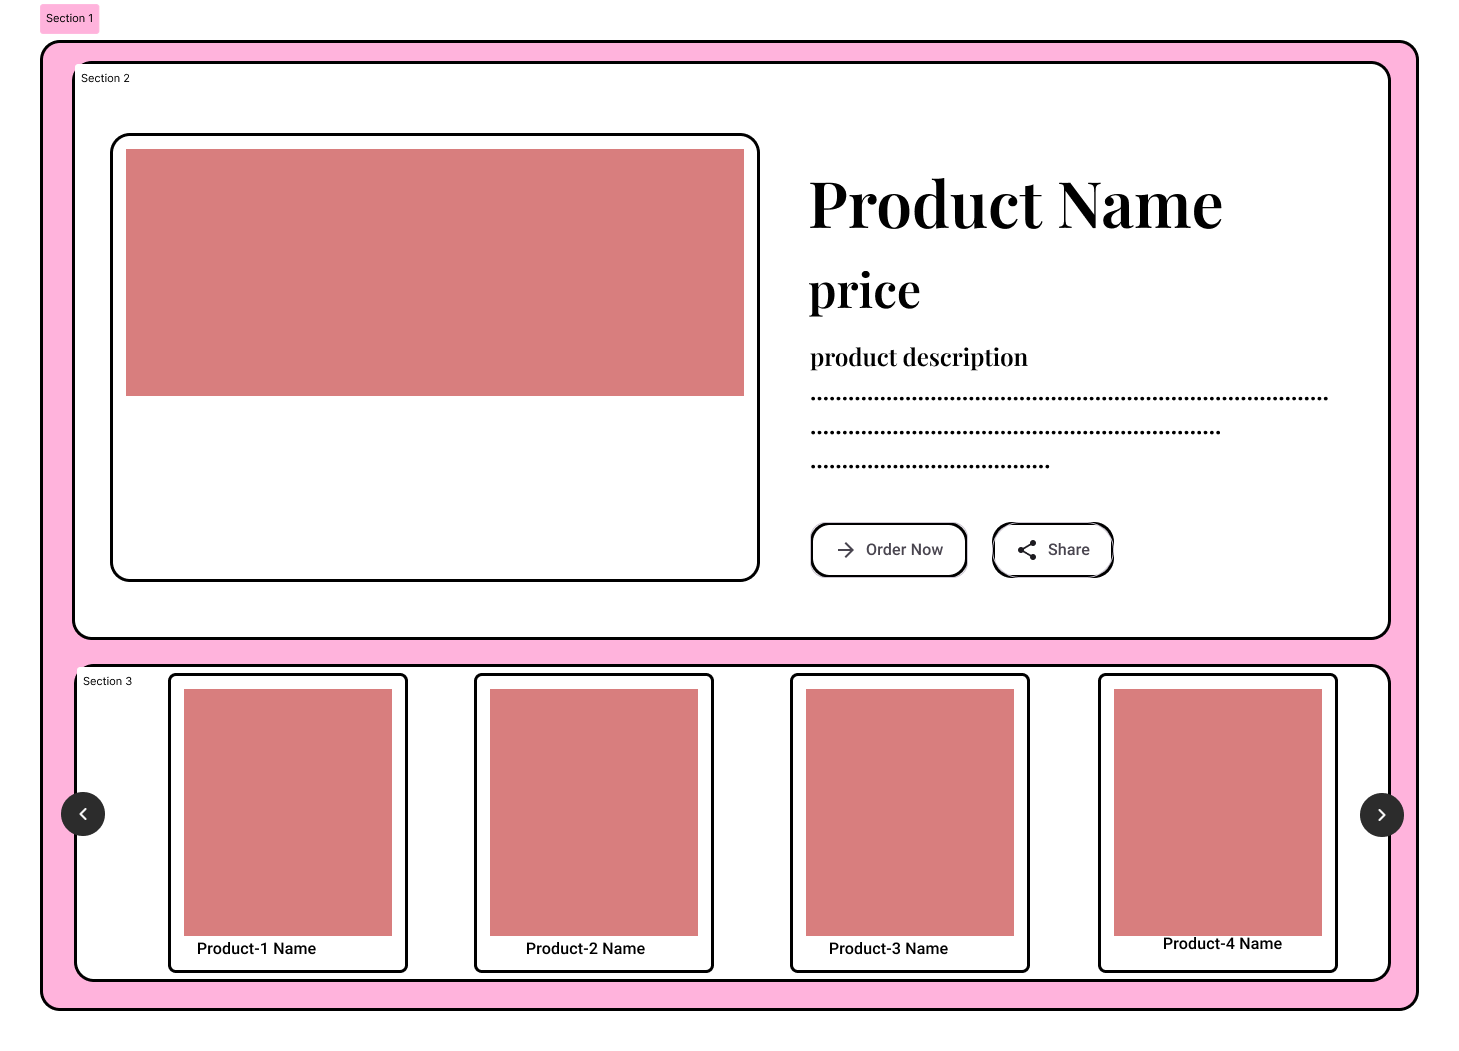 Section 1
Section 2
Product Name
price
product description
..................................................................................
.................................................................
......................................
Order Now
Share
Section 3
Product-1 Name
Product-2 Name
Product-3 Name
Product-4 Name